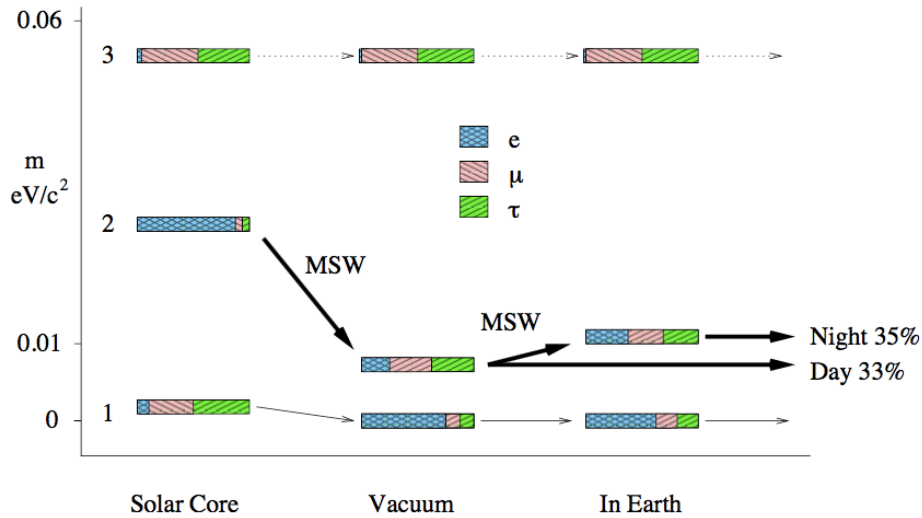 0.06
3
e
μ
τ
m
eV/c²
2
MSW
MSW
0.01
Night 35%
Day 33%
1
0
Solar Core
Vacuum
In Earth